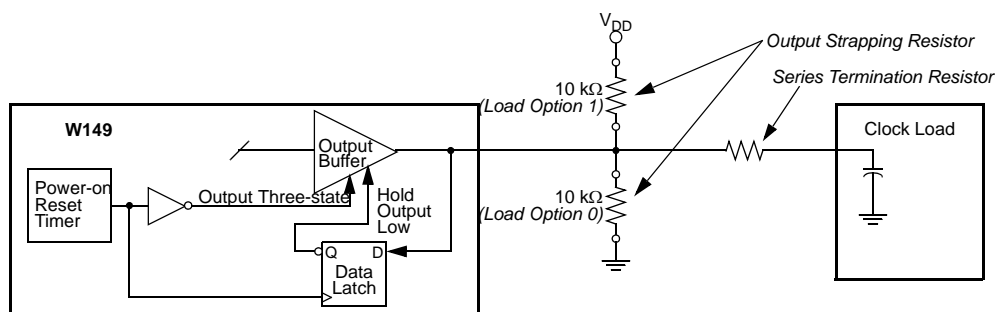 V_DD
Output Strapping Resistor
Series Termination Resistor
10 kΩ
(Load Option 1)
W149
Clock Load
Output
Buffer
10 kΩ
(Load Option 0)
Power-on
Reset
Timer
Output Three-state
Hold
Output
Low
Q D
Data
Latch